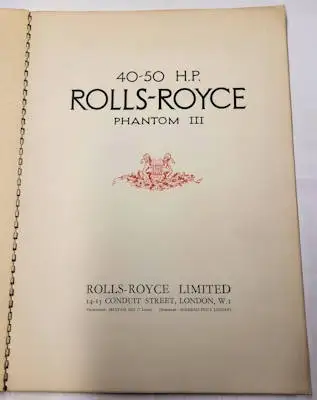 40-50 H.P.
ROLLS-ROYCE
PHANTOM III
ROLLS-ROYCE LIMITED
14-15 CONDUIT STREET, LONDON, W.1